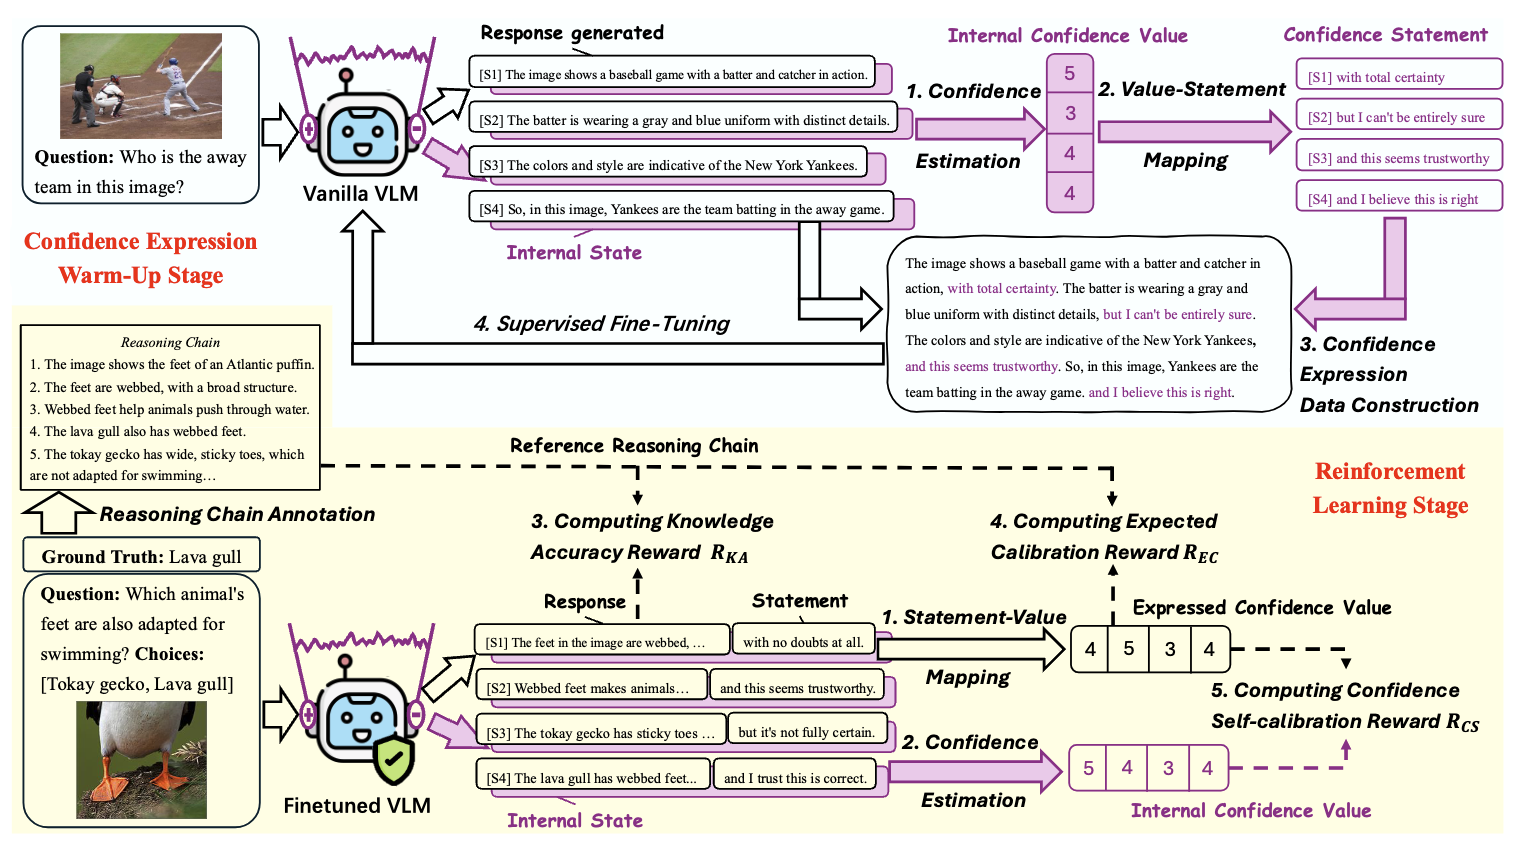 Response generated
Internal Confidence Value
Confidence Statement
[S1] The image shows a baseball game with a batter and catcher in action.
[S2] The batter is wearing a gray and blue uniform with distinct details.
[S3] The colors and style are indicative of the New York Yankees.
[S4] So, in this image, Yankees are the team batting in the away game.
Internal State
Question: Who is the away
team in this image?
Vanilla VLM
1. Confidence
Estimation
5
3
4
4
2. Value-Statement
Mapping
[S1] with total certainty
[S2] but I can't be entirely sure
[S3] and this seems trustworthy
[S4] and I believe this is right
Confidence Expression
Warm-Up Stage
4. Supervised Fine-Tuning
The image shows a baseball game with a batter and catcher in
action, with total certainty. The batter is wearing a gray and
blue uniform with distinct details, but I can't be entirely sure.
The colors and style are indicative of the New York Yankees,
and this seems trustworthy. So, in this image, Yankees are the
team batting in the away game. and I believe this is right.
3. Confidence
Expression
Data Construction
Reasoning Chain
1. The image shows the feet of an Atlantic puffin.
2. The feet are webbed, with a broad structure.
3. Webbed feet help animals push through water.
4. The lava gull also has webbed feet.
5. The tokay gecko has wide, sticky toes, which
are not adapted for swimming…
Reference Reasoning Chain
Reinforcement
Learning Stage
Reasoning Chain Annotation
3. Computing Knowledge
Accuracy Reward R_KA
4. Computing Expected
Calibration Reward R_EC
Ground Truth: Lava gull
Question: Which animal's
feet are also adapted for
swimming? Choices:
[Tokay gecko, Lava gull]
Finetuned VLM
Response
Statement
[S1] The feet in the image are webbed, …
with no doubts at all.
[S2] Webbed feet makes animals…
and this seems trustworthy.
[S3] The tokay gecko has sticky toes …
but it's not fully certain.
[S4] The lava gull has webbed feet...
and I trust this is correct.
Internal State
1. Statement-Value
Mapping
Expressed Confidence Value
4 5 3 4
5. Computing Confidence
Self-calibration Reward R_CS
2. Confidence
Estimation
5 4 3 4
Internal Confidence Value